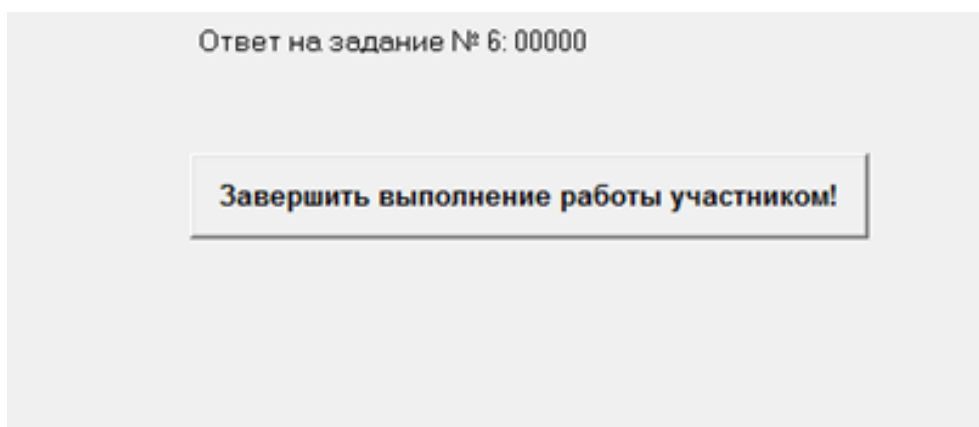 Ответ на задание № 6: 00000
Завершить выполнение работы участником!